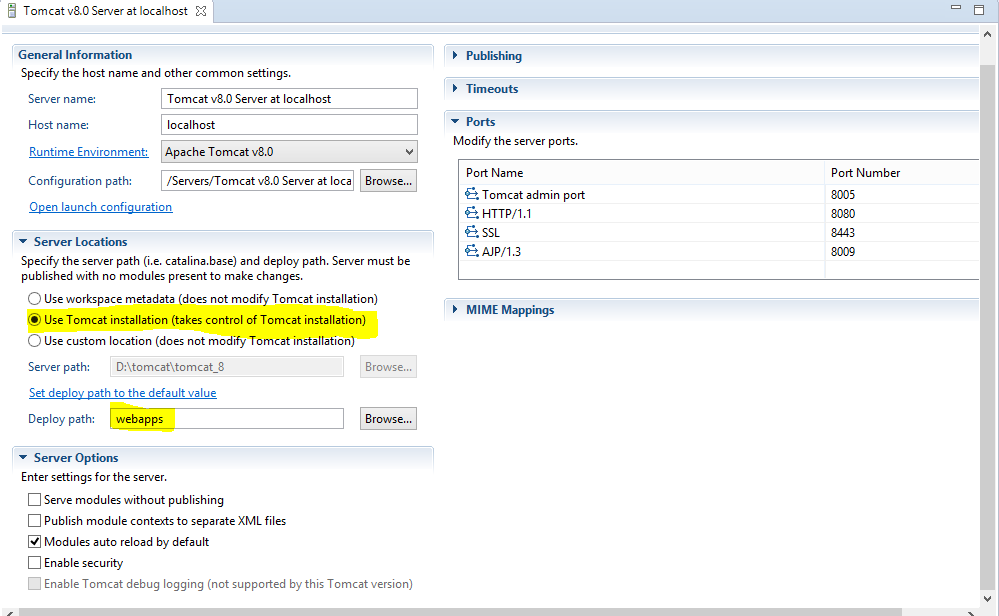 Tomcat v8.0 Server at localhost
General Information
Specify the host name and other common settings.
Server name: Tomcat v8.0 Server at localhost
Host name: localhost
Runtime Environment: Apache Tomcat v8.0
Configuration path: /Servers/Tomcat v8.0 Server at loca Browse...
Open launch configuration
Server Locations
Specify the server path (i.e. catalina.base) and deploy path. Server must be
published with no modules present to make changes.
Use workspace metadata (does not modify Tomcat installation)
Use Tomcat installation (takes control of Tomcat installation)
Use custom location (does not modify Tomcat installation)
Server path: D:\tomcat\tomcat_8 Browse...
Set deploy path to the default value
Deploy path: webapps Browse...
Server Options
Enter settings for the server.
Serve modules without publishing
Publish module contexts to separate XML files
Modules auto reload by default
Enable security
Enable Tomcat debug logging (not supported by this Tomcat version)
Publishing
Timeouts
Ports
Modify the server ports.
Port Name Port Number
Tomcat admin port 8005
HTTP/1.1 8080
SSL 8443
AJP/1.3 8009
MIME Mappings